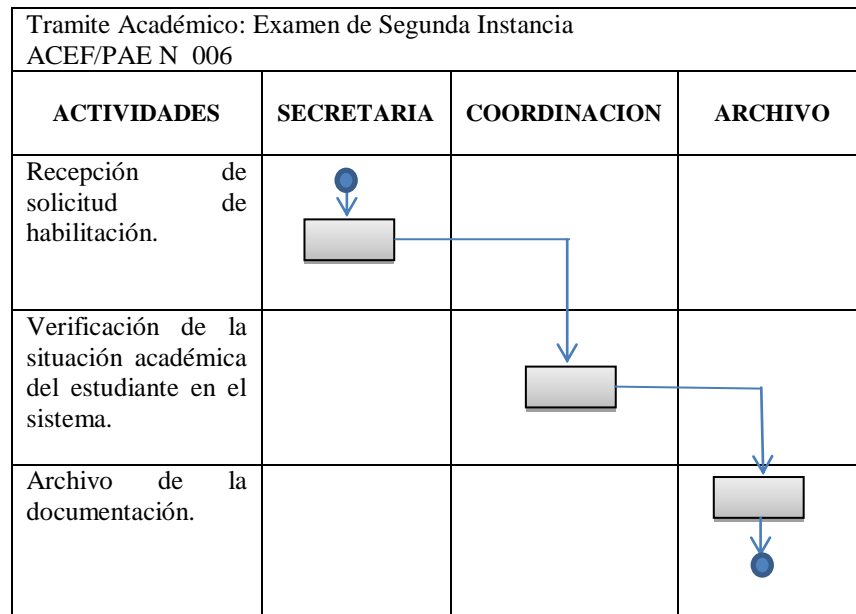 Tramite Académico: Examen de Segunda Instancia
ACEF/PAE N  006
ACTIVIDADES
SECRETARIA
COORDINACION
ARCHIVO
Recepción de
solicitud de
habilitación.
Verificación de la
situación académica
del estudiante en el
sistema.
Archivo de la
documentación.